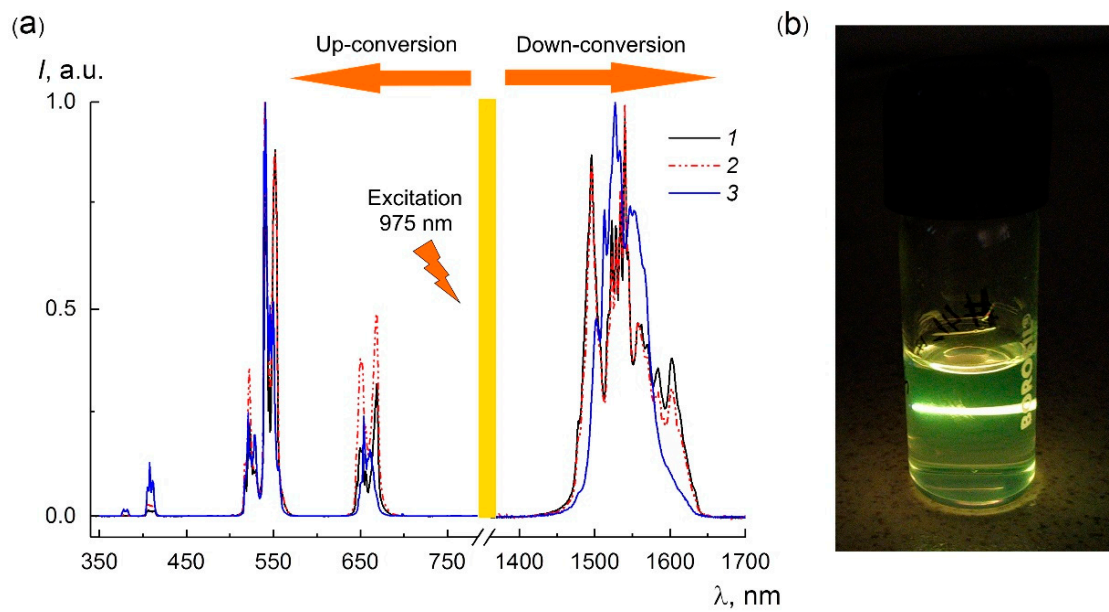 (a)
Up-conversion
Down-conversion
I, a.u.
1.0
0.5
0.0
1
2
3
Excitation
975 nm
350 450 550 650 750 1400 1500 1600 1700
λ, nm
(b)